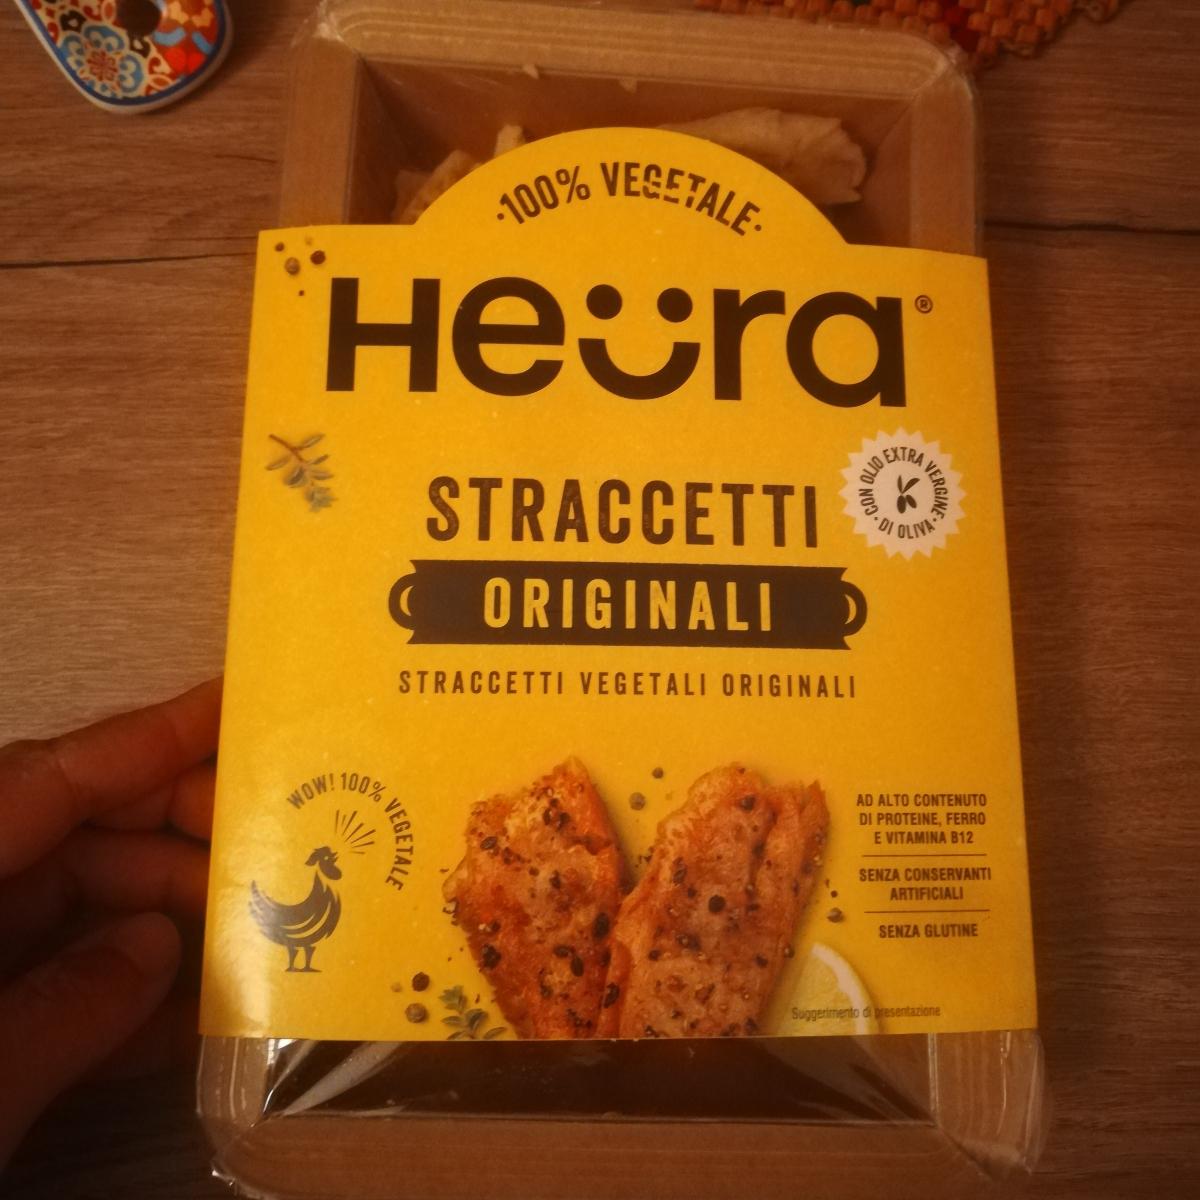 ·100% VEGETALE·
Heüra®
CON OLIO EXTRA VERGINE
· DI OLIVA ·
STRACCETTI
ORIGINALI
STRACCETTI VEGETALI ORIGINALI
WOW! 100% VEGETALE
AD ALTO CONTENUTO
DI PROTEINE, FERRO
E VITAMINA B12
SENZA CONSERVANTI
ARTIFICIALI
SENZA GLUTINE
Suggerimento di presentazione